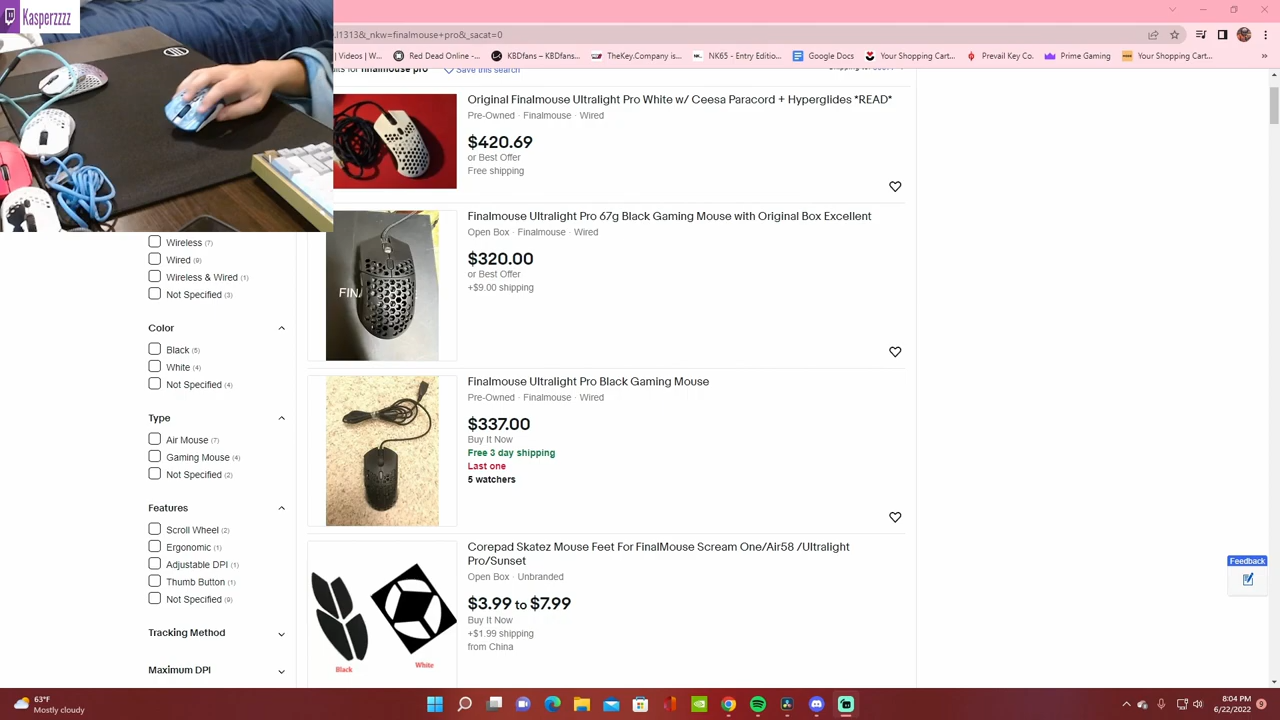 Kasperzzzz
.l1313&_nkw=finalmouse+pro&_sacat=0
Your Shopping Cart...
Red Dead Online -...
KBDfans – KBDfans...
TheKey.Company is...
NK65 - Entry Editio...
Google Docs
Your Shopping Cart...
Prevail Key Co.
Amazon
Prime Gaming
Your Shopping Cart...
»
lts for finalmouse pro
Save this search
Original Finalmouse Ultralight Pro White w/ Ceesa Paracord + Hyperglides *READ*
Pre-Owned · Finalmouse · Wired
$420.69
or Best Offer
Free shipping
Finalmouse Ultralight Pro 67g Black Gaming Mouse with Original Box Excellent
Open Box · Finalmouse · Wired
$320.00
or Best Offer
+$9.00 shipping
FIN
Wireless (7)
Wired (9)
Wireless & Wired (1)
Not Specified (3)
Color
Black (5)
White (4)
Not Specified (4)
Type
Air Mouse (7)
Gaming Mouse (4)
Not Specified (2)
Features
Scroll Wheel (2)
Ergonomic (1)
Adjustable DPI (1)
Thumb Button (1)
Not Specified (9)
Tracking Method
Maximum DPI
Finalmouse Ultralight Pro Black Gaming Mouse
Pre-Owned · Finalmouse · Wired
$337.00
Buy It Now
Free 3 day shipping
Last one
5 watchers
Corepad Skatez Mouse Feet For FinalMouse Scream One/Air58 /Ultralight
Pro/Sunset
Open Box · Unbranded
$3.99 to $7.99
Buy It Now
+$1.99 shipping
from China
Black
White
Feedback
63°F
Mostly cloudy
8:04 PM
6/22/2022